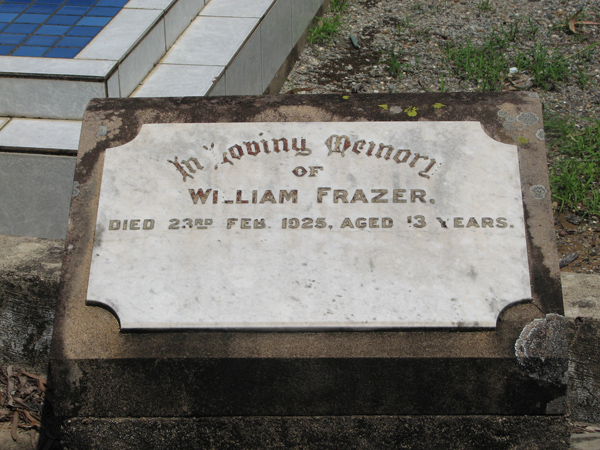 In Loving Memory
OF
WILLIAM FRAZER.
DIED 23RD FEB. 1925, AGED YEARS.